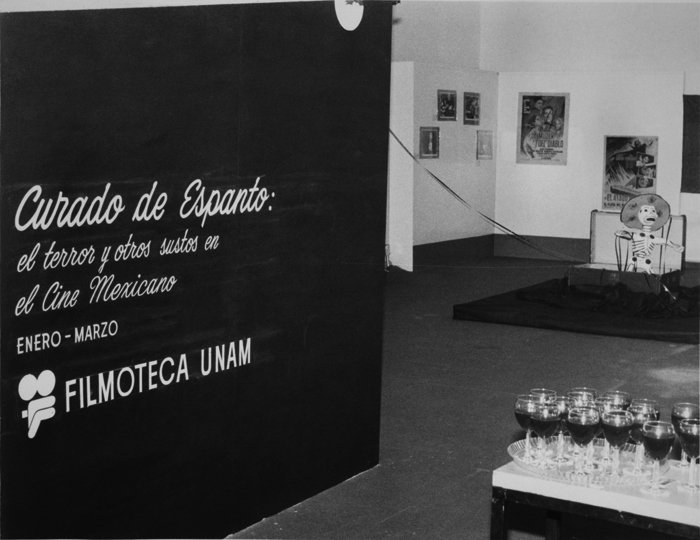 Curado de Espanto:
el terror y otros sustos en
el Cine Mexicano
ENERO - MARZO
FILMOTECA UNAM